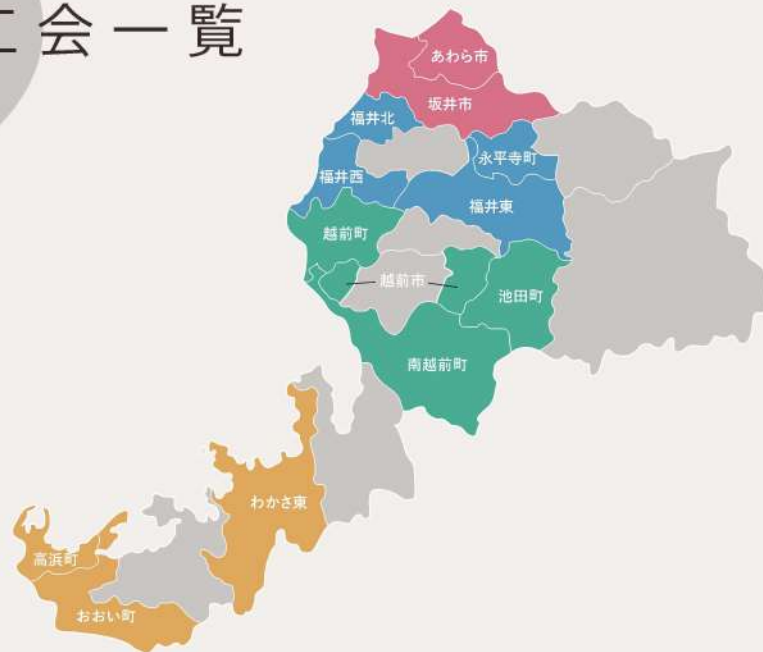 会一覧
あわら市
坂井市
福井北
永平寺町
福井西
福井東
越前町
越前市
池田町
南越前町
わかさ東
高浜町
おおい町